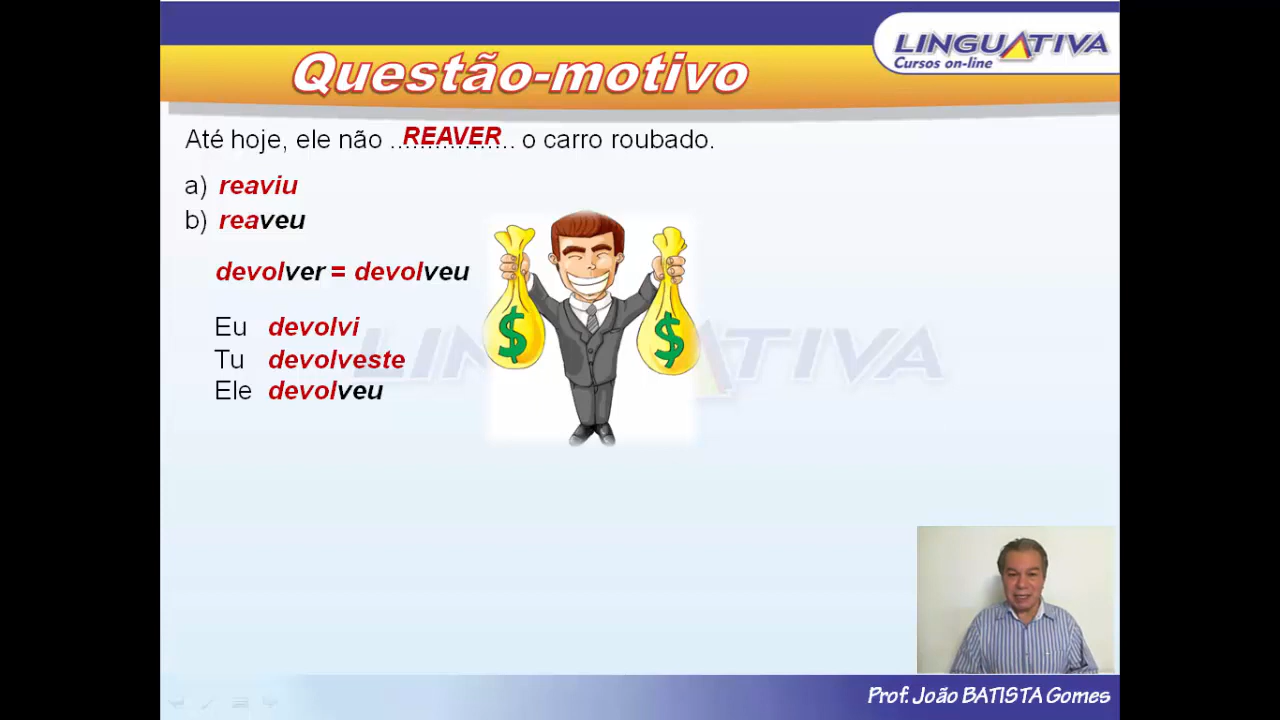 LINGUATIVA
Cursos on-line
Questão-motivo
Até hoje, ele não ..REAVER.. o carro roubado.
a) reaviu
b) reaveu
devolver = devolveu
Eu devolvi
Tu devolveste
Ele devolveu
$ $
LINGUATIVA
Prof. João BATISTA Gomes